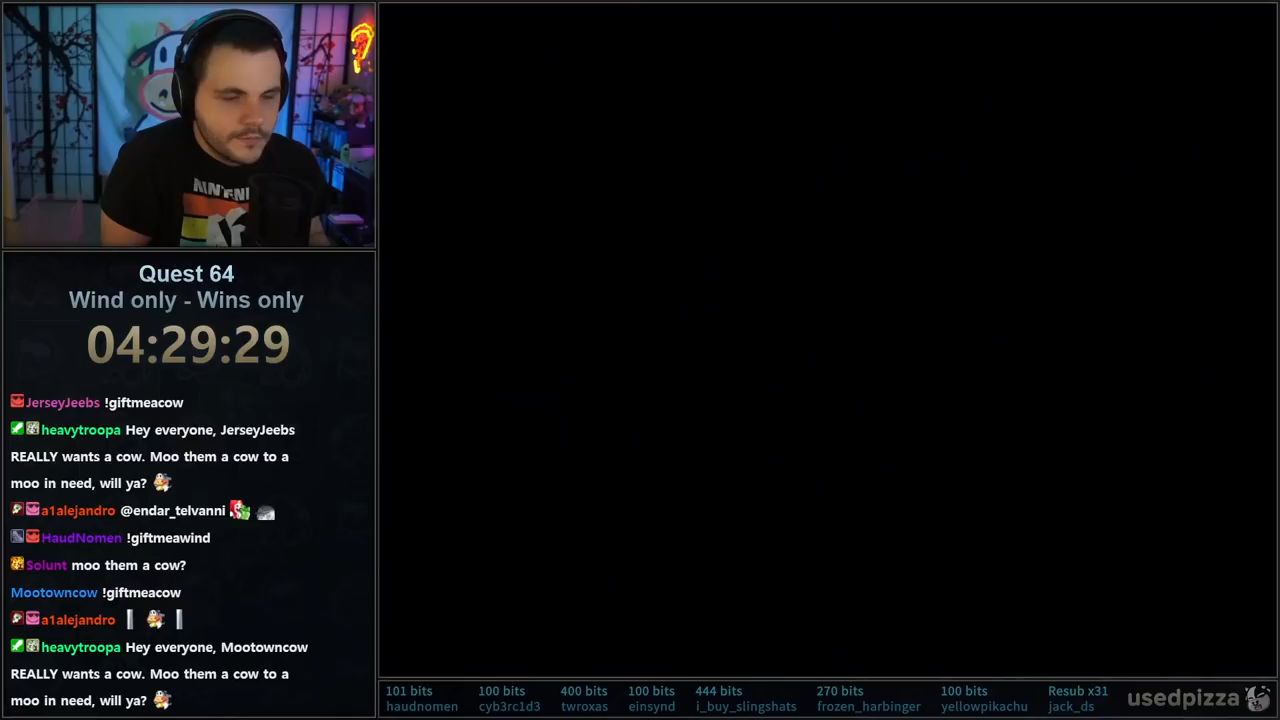 Quest 64
Wind only - Wins only
04:29:29
JerseyJeebs !giftmeacow
heavytroopa Hey everyone, JerseyJeebs
REALLY wants a cow. Moo them a cow to a
moo in need, will ya?
a1alejandro @endar_telvanni
HaudNomen !giftmeawind
Solunt moo them a cow?
Mootowncow !giftmeacow
a1alejandro
heavytroopa Hey everyone, Mootowncow
REALLY wants a cow. Moo them a cow to a
moo in need, will ya?
101 bits
haudnomen
100 bits
cyb3rc1d3
400 bits
twroxas
100 bits
einsynd
444 bits
i_buy_slingshats
270 bits
frozen_harbinger
100 bits
yellowpikachu
Resub x31
jack_ds
usedpizza